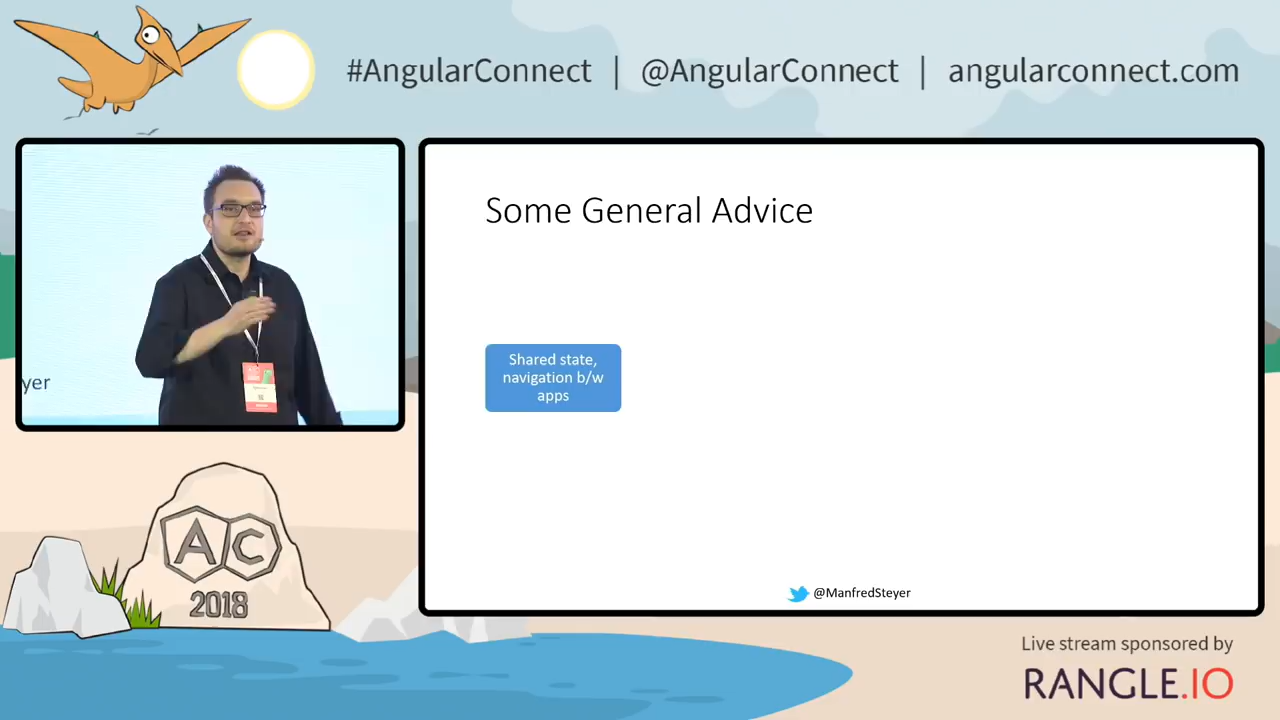 #AngularConnect | @AngularConnect | angularconnect.com
yer
Some General Advice
Shared state,
navigation b/w
apps
@ManfredSteyer
AC
2018
Live stream sponsored by
RANGLE.IO